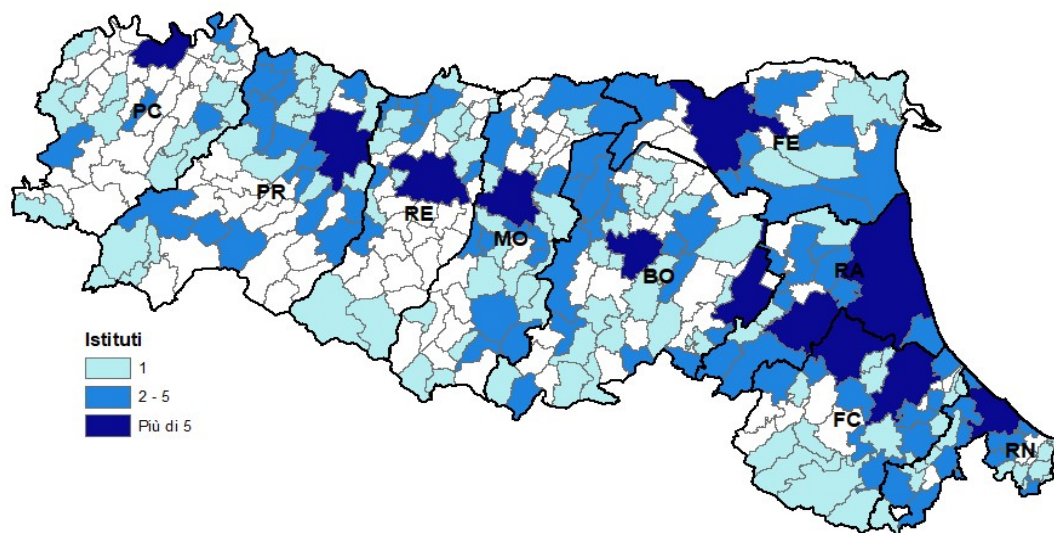 PC
FE
PR
RE
MO
BO
RA
FC
RN
Istituti
1
2 - 5
Più di 5